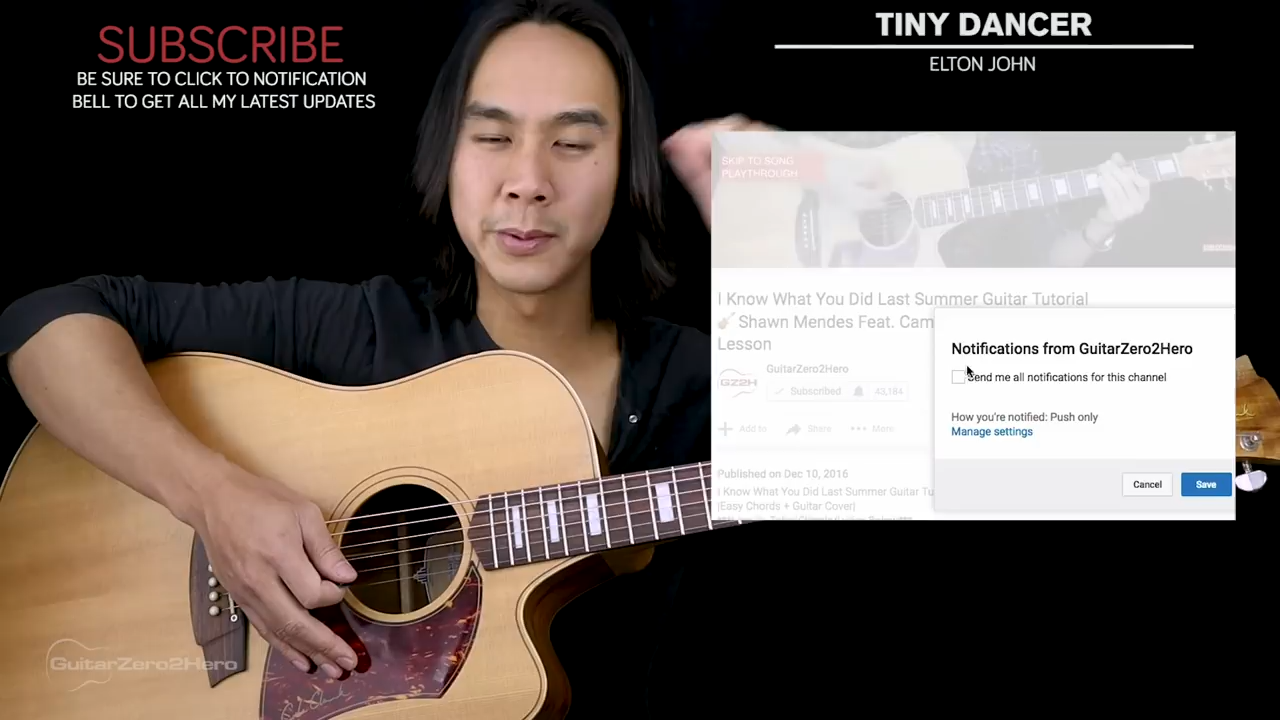 SUBSCRIBE
BE SURE TO CLICK TO NOTIFICATION
BELL TO GET ALL MY LATEST UPDATES
TINY DANCER
ELTON JOHN
SKIP TO SONG
PLAYTHROUGH
I Know What You Did Last Summer Guitar Tutorial
Shawn Mendes Feat. Cam
Lesson
GuitarZero2Hero
GZ2H
Subscribed 43,184
Add to Share More
Published on Dec 10, 2016
I Know What You Did Last Summer Guitar Tu
(Easy Chords + Guitar Cover)
Notifications from GuitarZero2Hero
Send me all notifications for this channel
How you're notified: Push only
Manage settings
Cancel Save
GuitarZero2Hero